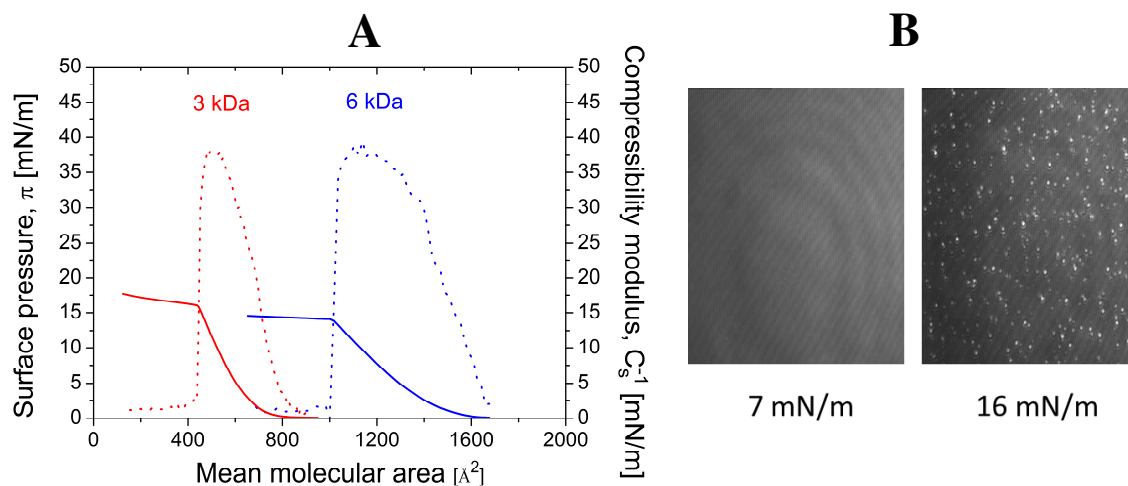 A
B
50
45
40
35
30
25
20
15
10
5
0
Surface pressure, π [mN/m]
3 kDa
6 kDa
50
45
40
35
30
25
20
15
10
5
0
Compressibility modulus, Cs⁻¹ [mN/m]
0 400 800 1200 1600 2000
Mean molecular area [Å²]
7 mN/m
16 mN/m